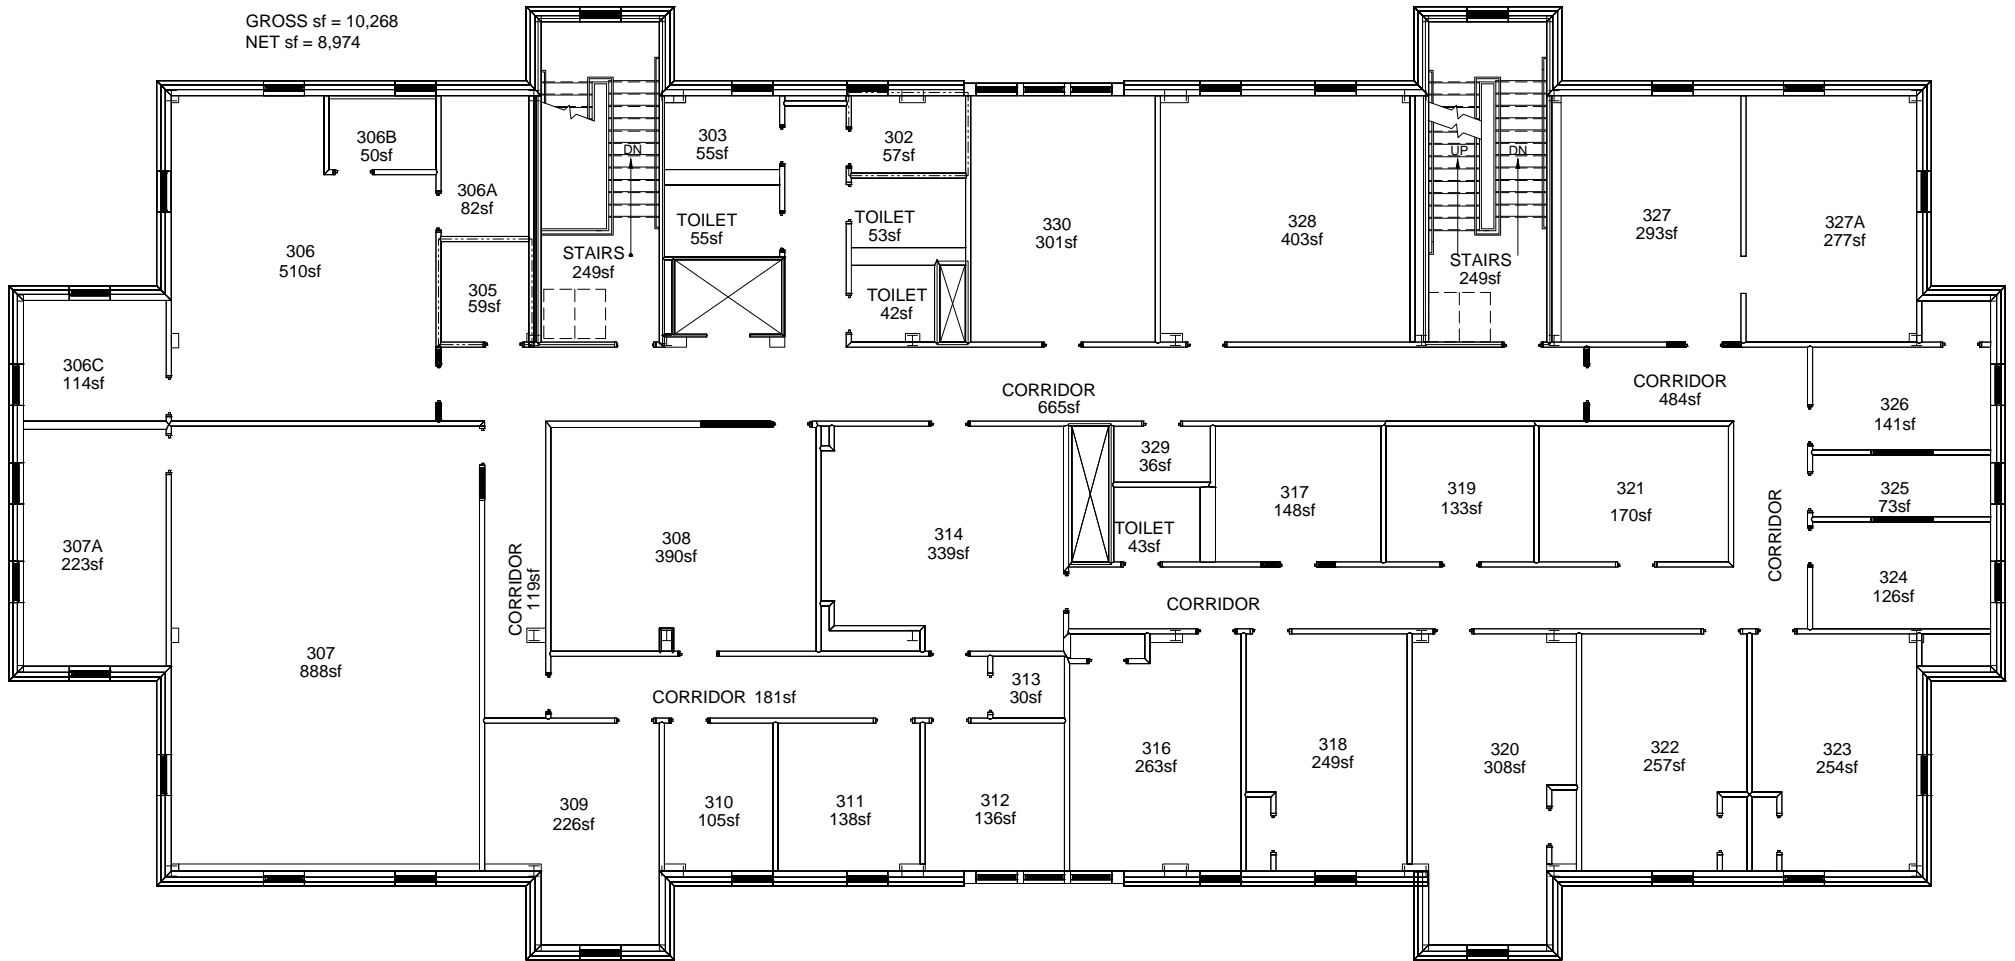 GROSS sf = 10,268
NET sf = 8,974
306B
50sf
306A
82sf
306
510sf
305
59sf
306C
114sf
STAIRS
249sf
DN
303
55sf
TOILET
55sf
302
57sf
TOILET
53sf
TOILET
42sf
330
301sf
328
403sf
UP
DN
STAIRS
249sf
327
293sf
327A
277sf
CORRIDOR
665sf
CORRIDOR
484sf
326
141sf
325
73sf
324
126sf
CORRIDOR
307A
223sf
307
888sf
CORRIDOR
119sf
308
390sf
314
339sf
329
36sf
TOILET
43sf
317
148sf
319
133sf
321
170sf
CORRIDOR
CORRIDOR 181sf
313
30sf
309
226sf
310
105sf
311
138sf
312
136sf
316
263sf
318
249sf
320
308sf
322
257sf
323
254sf